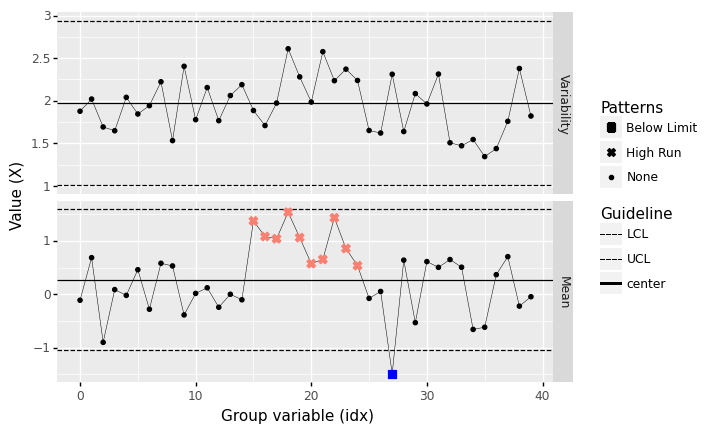 3
2.5
2
1.5
1
Variability
1
0
−1
Mean
0
10
20
30
40
Value (X)
Group variable (idx)
Patterns
Below Limit
High Run
None
Guideline
LCL
UCL
center